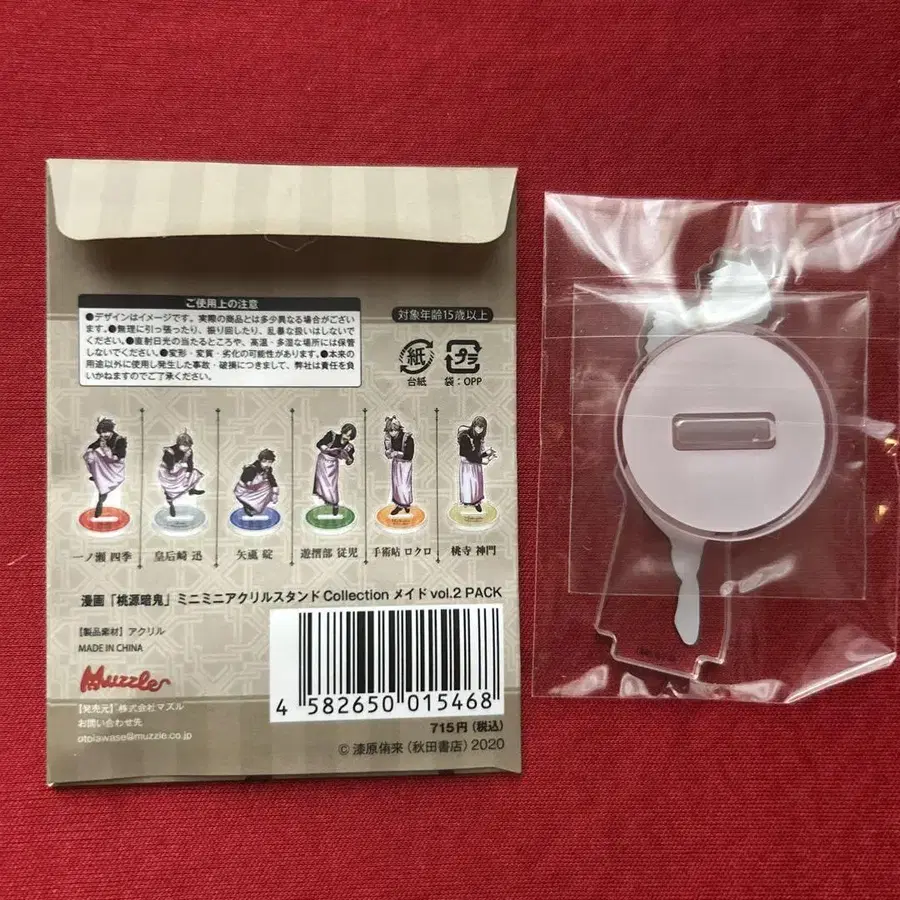 ご使用上の注意
●デザインはイメージです。実際の商品とは多少異なる場合がござい
ます。●無理に引っ張ったり、振り回したり、乱暴な扱いはしないで
ください。●直射日光の当たるところや、高温・多湿な場所には保管
しないでください。●変形・変質・劣化の可能性があります。●本来の
用途以外に使用し発生した事故・破損につきまして、弊社は責任を負
いかねますのでご了承ください。
対象年齢15歳以上
紙
台紙
プラ
袋：OPP
一ノ瀬 四季
皇后崎 迅
矢颪 碇
遊摺部 従児
手術岾 ロクロ
桃寺 神門
漫画「桃源暗鬼」ミニミニアクリルスタンド Collection メイド vol.2 PACK
【製品素材】アクリル
MADE IN CHINA
Muzzle
【発売元】株式会社マズル
お問い合わせ先
otoiawase@muzzle.co.jp
4 582650 015468
715円（税込）
© 漆原侑来（秋田書店）2020